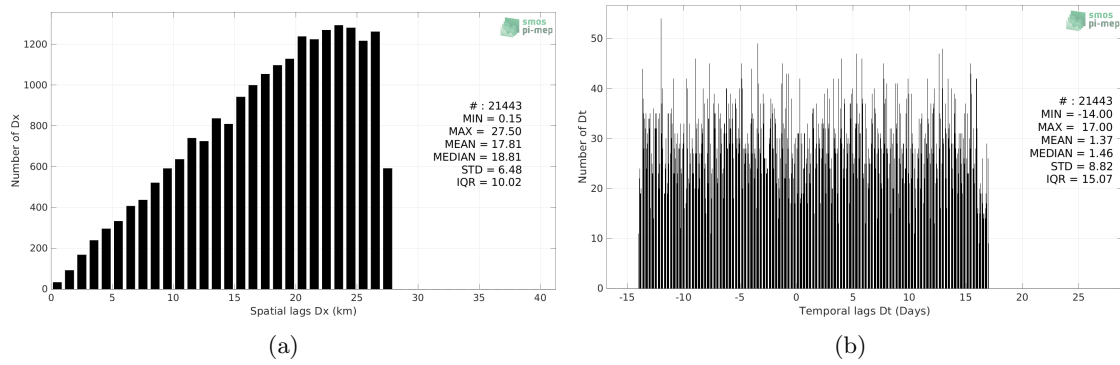 smos
pi-mep
Number of Dx
1200
1000
800
600
400
200
0
0 5 10 15 20 25 30 35 40
Spatial lags Dx (km)
# : 21443
MIN = 0.15
MAX = 27.50
MEAN = 17.81
MEDIAN = 18.81
STD = 6.48
IQR = 10.02
(a)
smos
pi-mep
Number of Dt
50
40
30
20
10
0
-15 -10 -5 0 5 10 15 20 25
Temporal lags Dt (Days)
# : 21443
MIN = -14.00
MAX = 17.00
MEAN = 1.37
MEDIAN = 1.46
STD = 8.82
IQR = 15.07
(b)